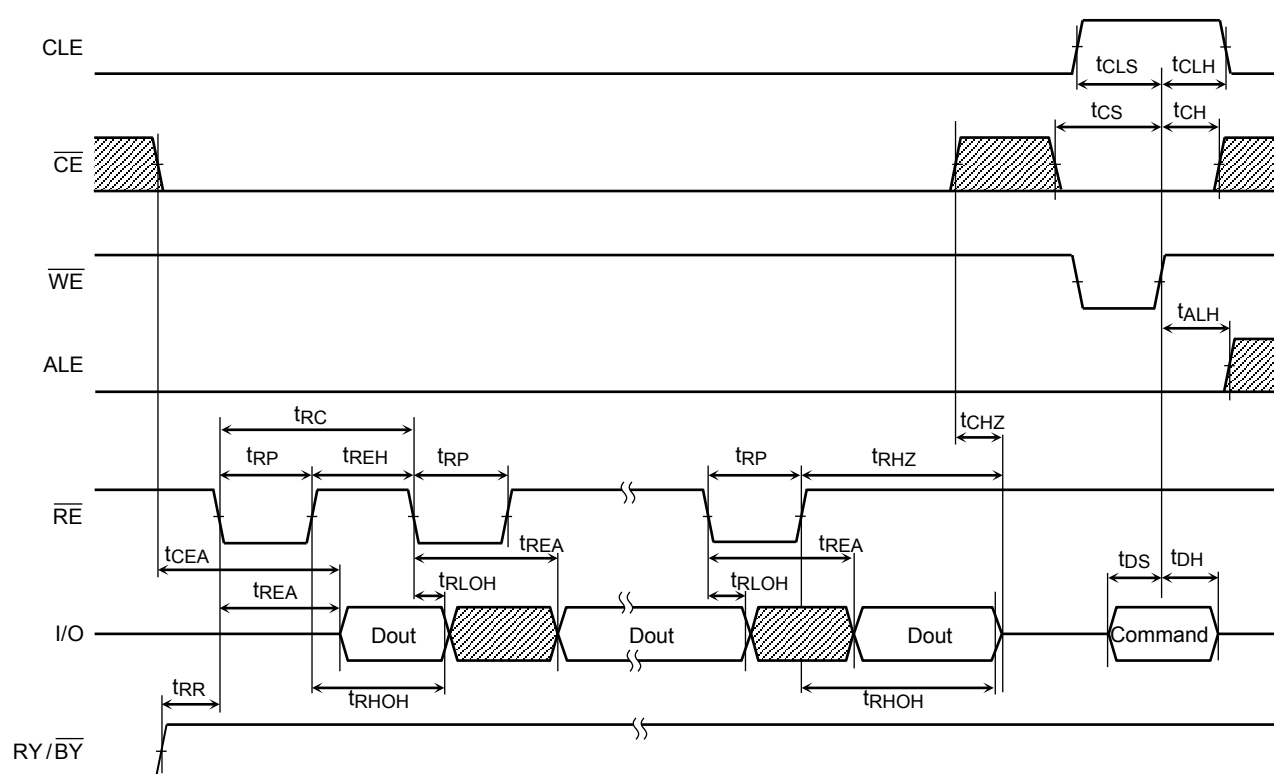 CLE
tCLS tCLH
tCS tCH
CE
WE
tALH
ALE
tRC
tCHZ
tRP tREH tRP tRP tRHZ
RE
tCEA tREA tREA
tDS tDH
tREA tRLOH tRLOH
I/O Dout Dout Dout Command
tRR tRHOH tRHOH
RY/BY